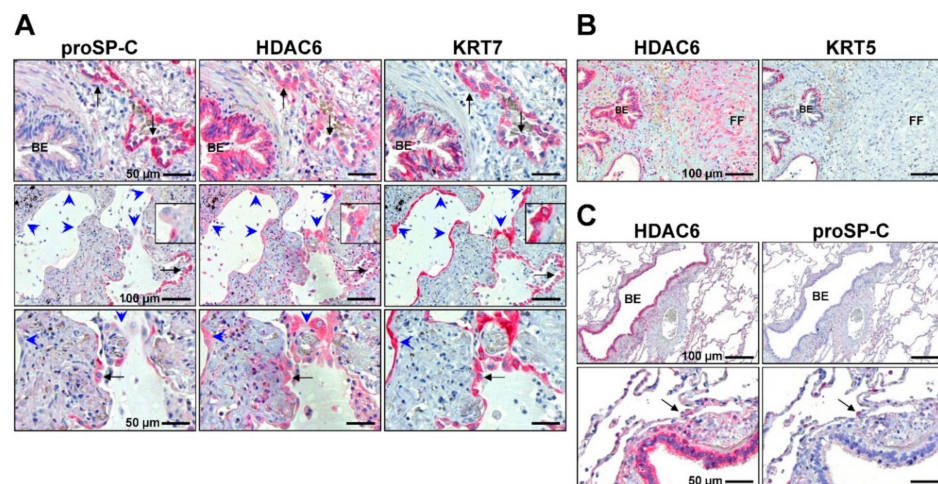 A
proSP-C HDAC6 KRT7
BE BE BE
50 μm
100 μm
50 μm
B
HDAC6 KRT5
BE FF BE FF
100 μm
C
HDAC6 proSP-C
BE BE
100 μm
50 μm